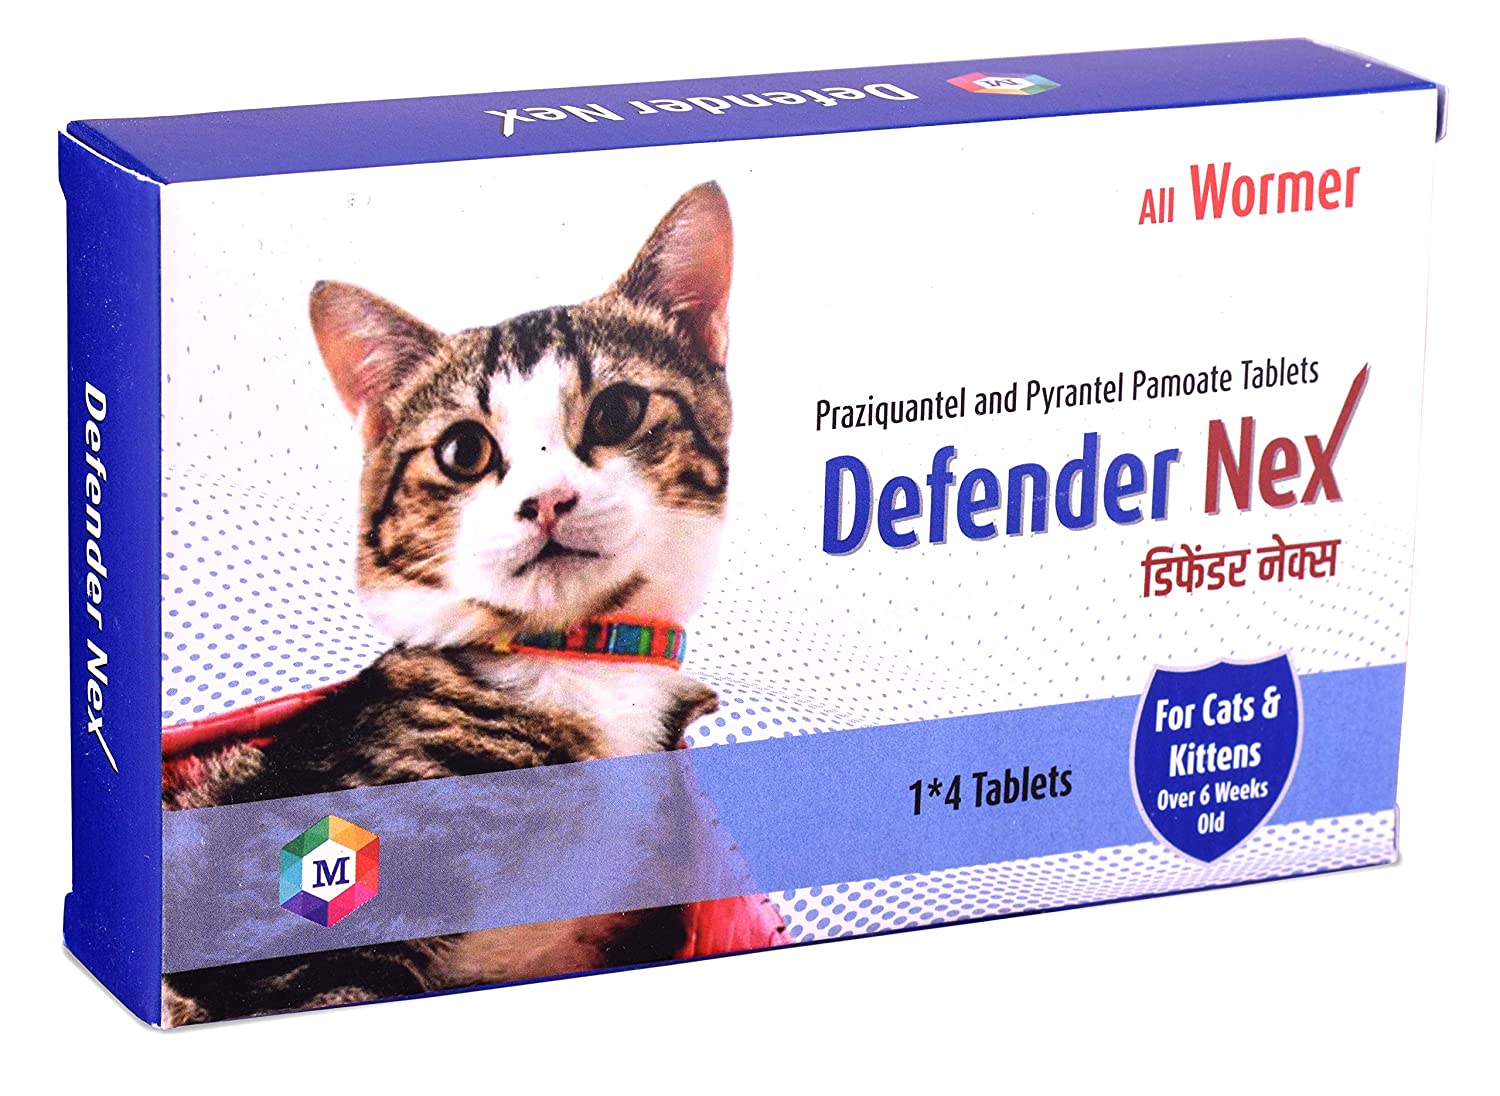 Defender Nex
M
All Wormer
Praziquantel and Pyrantel Pamoate Tablets
Defender Nex
डिफेंडर नेक्स
For Cats &
Kittens
Over 6 Weeks
Old
1*4 Tablets
M
Defender Nex